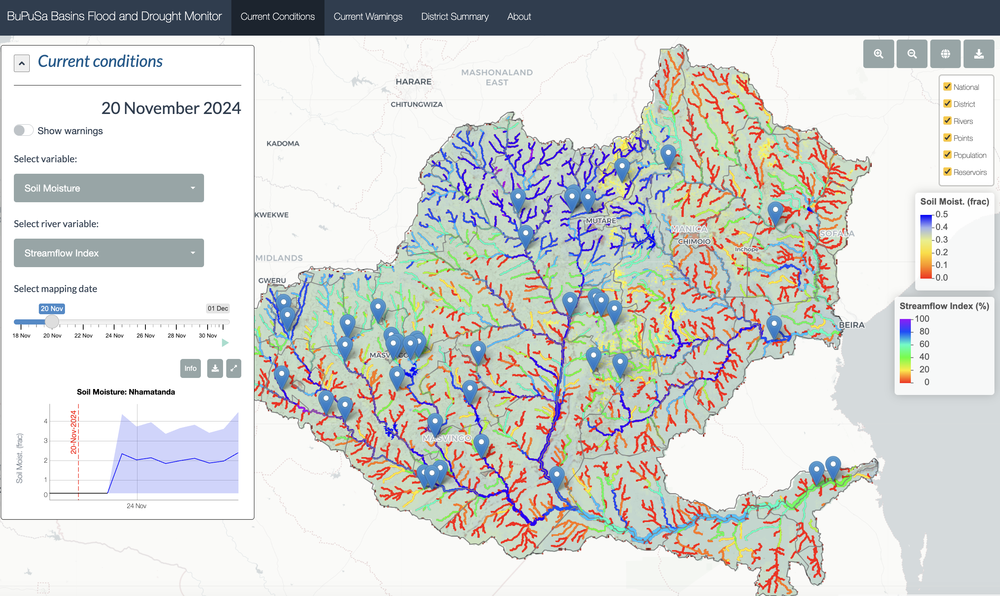 BuPuSa Basins Flood and Drought Monitor
Current Conditions
Current Warnings
District Summary
About
Current conditions
20 November 2024
Show warnings
Select variable:
Soil Moisture
Select river variable:
Streamflow Index
Select mapping date
20 Nov
01 Dec
18 Nov 20 Nov 22 Nov 24 Nov 26 Nov 28 Nov 30 Nov
Info
Soil Moisture: Nhamatanda
Soil Moist. (frac)
4
3
2
1
0
20-Nov-2024
24 Nov
HARARE
MASHONALAND
EAST
CHITUNGWIZA
KADOMA
KWEKWE
MUTARE
MANICA
CHIMOIO
SOFALA
Inchope
MIDLANDS
GWERU
BEIRA
MASVINGO
MASVINGO
National
District
Rivers
Points
Population
Reservoirs
Soil Moist. (frac)
0.5
0.4
0.3
0.2
0.1
0.0
Streamflow Index (%)
100
80
60
40
20
0